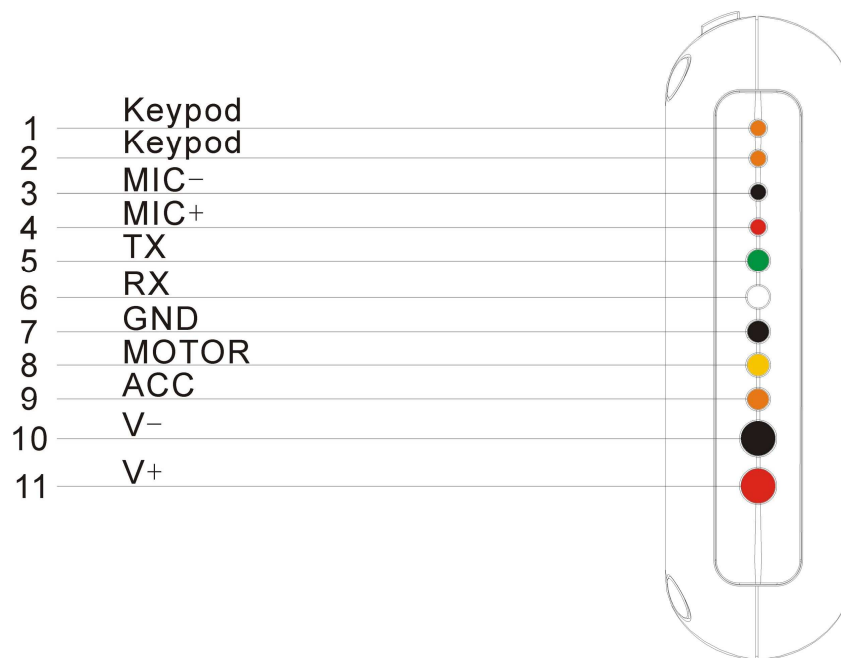 1 Keypod
2 Keypod
3 MIC-
4 MIC+
5 TX
6 RX
7 GND
8 MOTOR
9 ACC
10 V-
11 V+